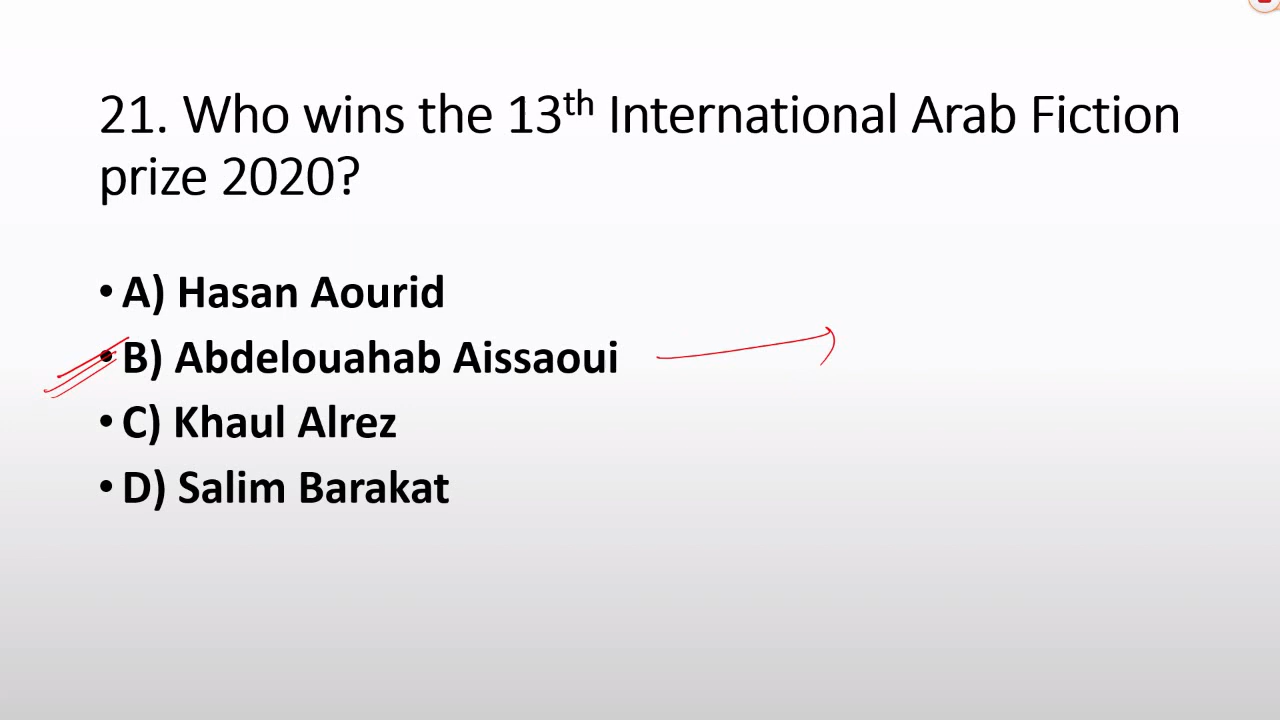 21. Who wins the 13th International Arab Fiction
prize 2020?
• A) Hasan Aourid
• B) Abdelouahab Aissaoui
• C) Khaul Alrez
• D) Salim Barakat